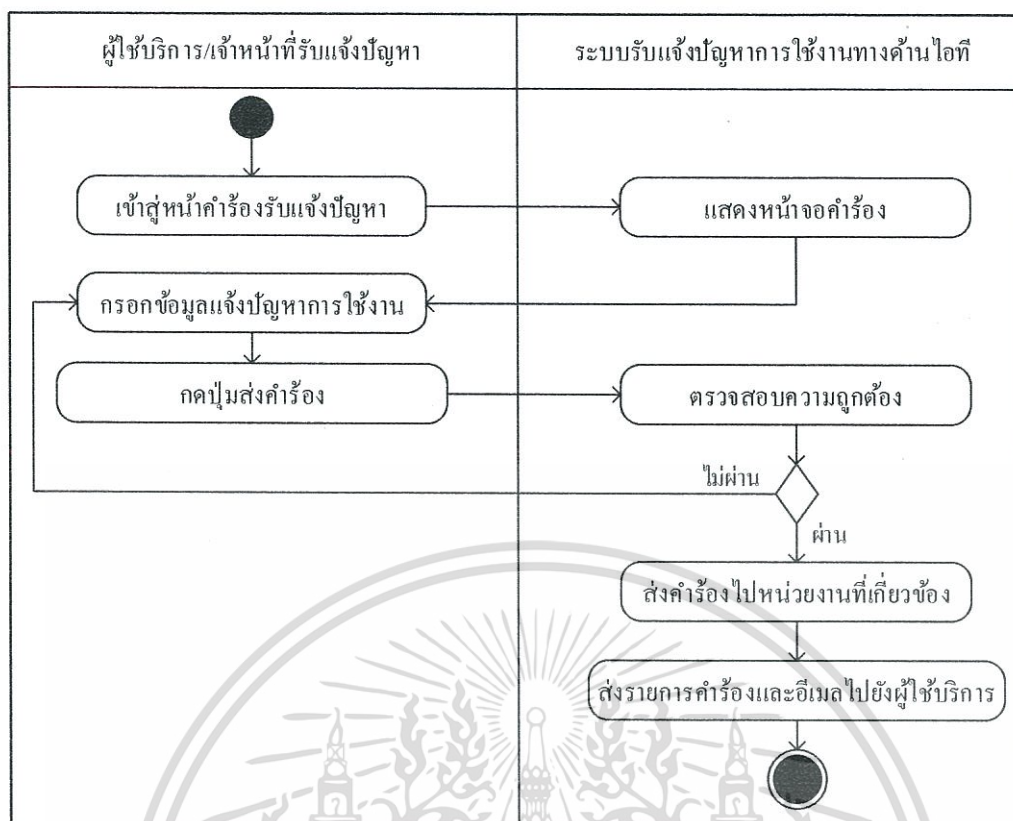 ผู้ใช้บริการ/เจ้าหน้าที่รับแจ้งปัญหา
ระบบรับแจ้งปัญหาการใช้งานทางด้านไอที
เข้าสู่หน้าคำร้องรับแจ้งปัญหา
แสดงหน้าจอคำร้อง
กรอกข้อมูลแจ้งปัญหาการใช้งาน
กดปุ่มส่งคำร้อง
ตรวจสอบความถูกต้อง
ไม่ผ่าน
ผ่าน
ส่งคำร้องไปหน่วยงานที่เกี่ยวข้อง
ส่งรายการคำร้องและอีเมลไปยังผู้ใช้บริการ